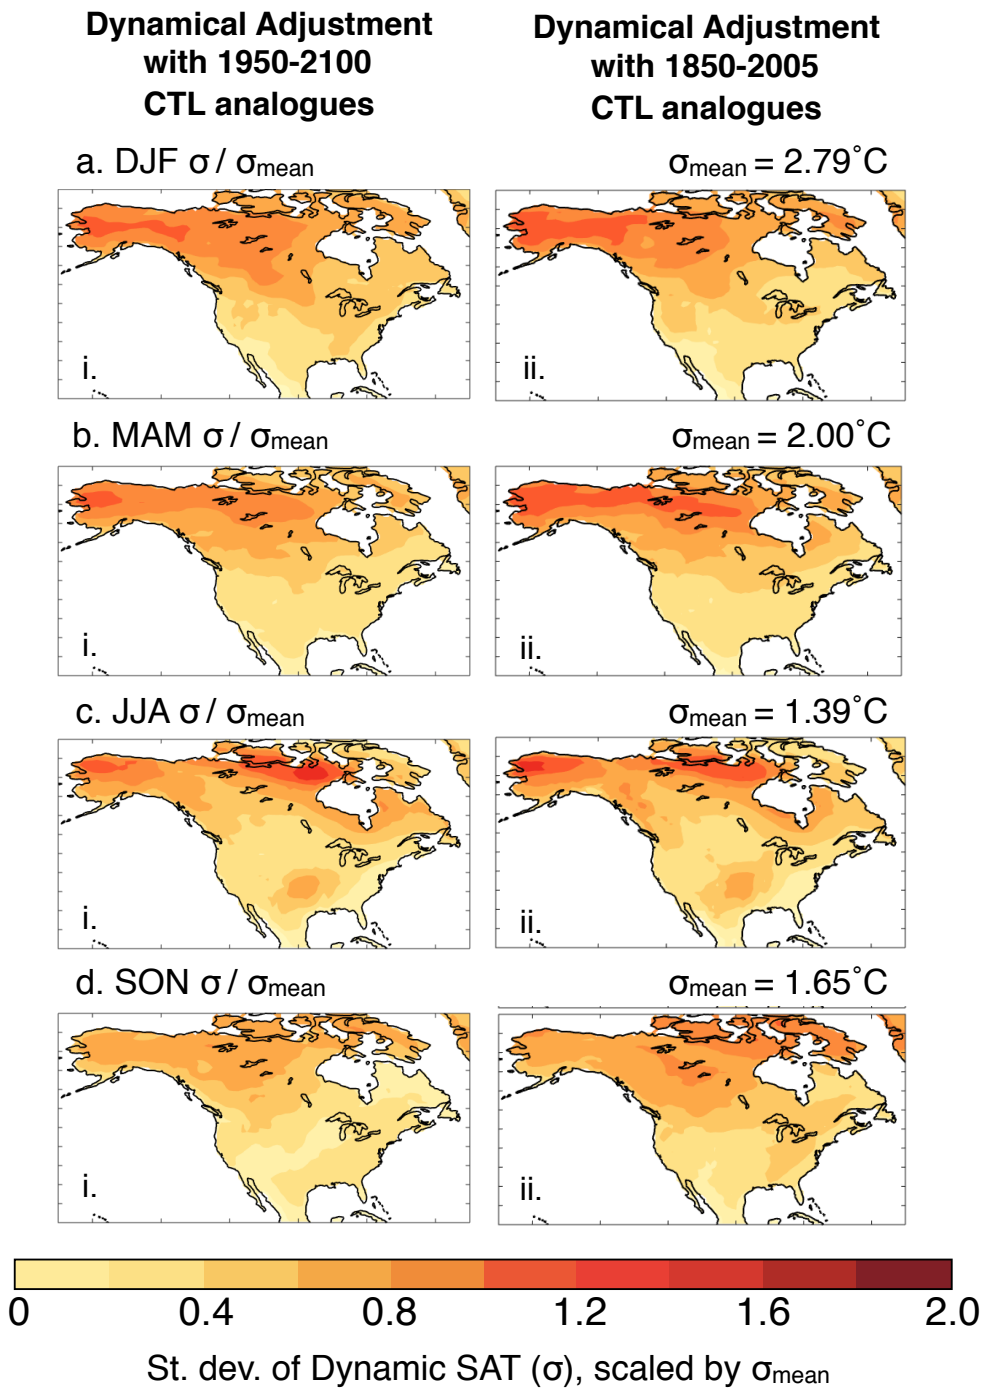 Dynamical Adjustment
with 1950-2100
CTL analogues
Dynamical Adjustment
with 1850-2005
CTL analogues
a. DJF σ / σmean
σmean = 2.79˚C
i.
ii.
b. MAM σ / σmean
σmean = 2.00˚C
i.
ii.
c. JJA σ / σmean
σmean = 1.39˚C
i.
ii.
d. SON σ / σmean
σmean = 1.65˚C
i.
ii.
0 0.4 0.8 1.2 1.6 2.0
St. dev. of Dynamic SAT (σ), scaled by σmean